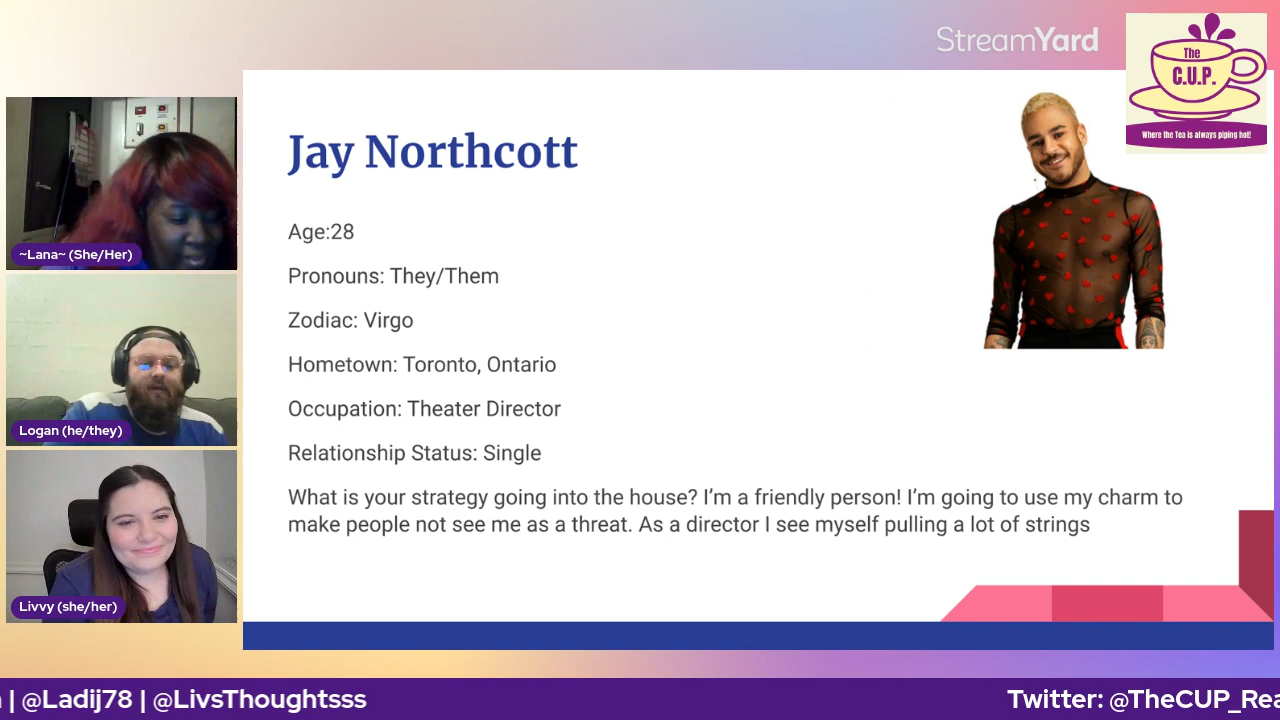 StreamYard
The
C.U.P.
Where the Tea is always piping hot!
Jay Northcott
Age:28
Pronouns: They/Them
Zodiac: Virgo
Hometown: Toronto, Ontario
Occupation: Theater Director
Relationship Status: Single
What is your strategy going into the house? I’m a friendly person! I’m going to use my charm to
make people not see me as a threat. As a director I see myself pulling a lot of strings
~Lana~ (She/Her)
Logan (he/they)
Livvy (she/her)
| @Ladij78 | @LivsThoughtsss
Twitter: @TheCUP_Rea